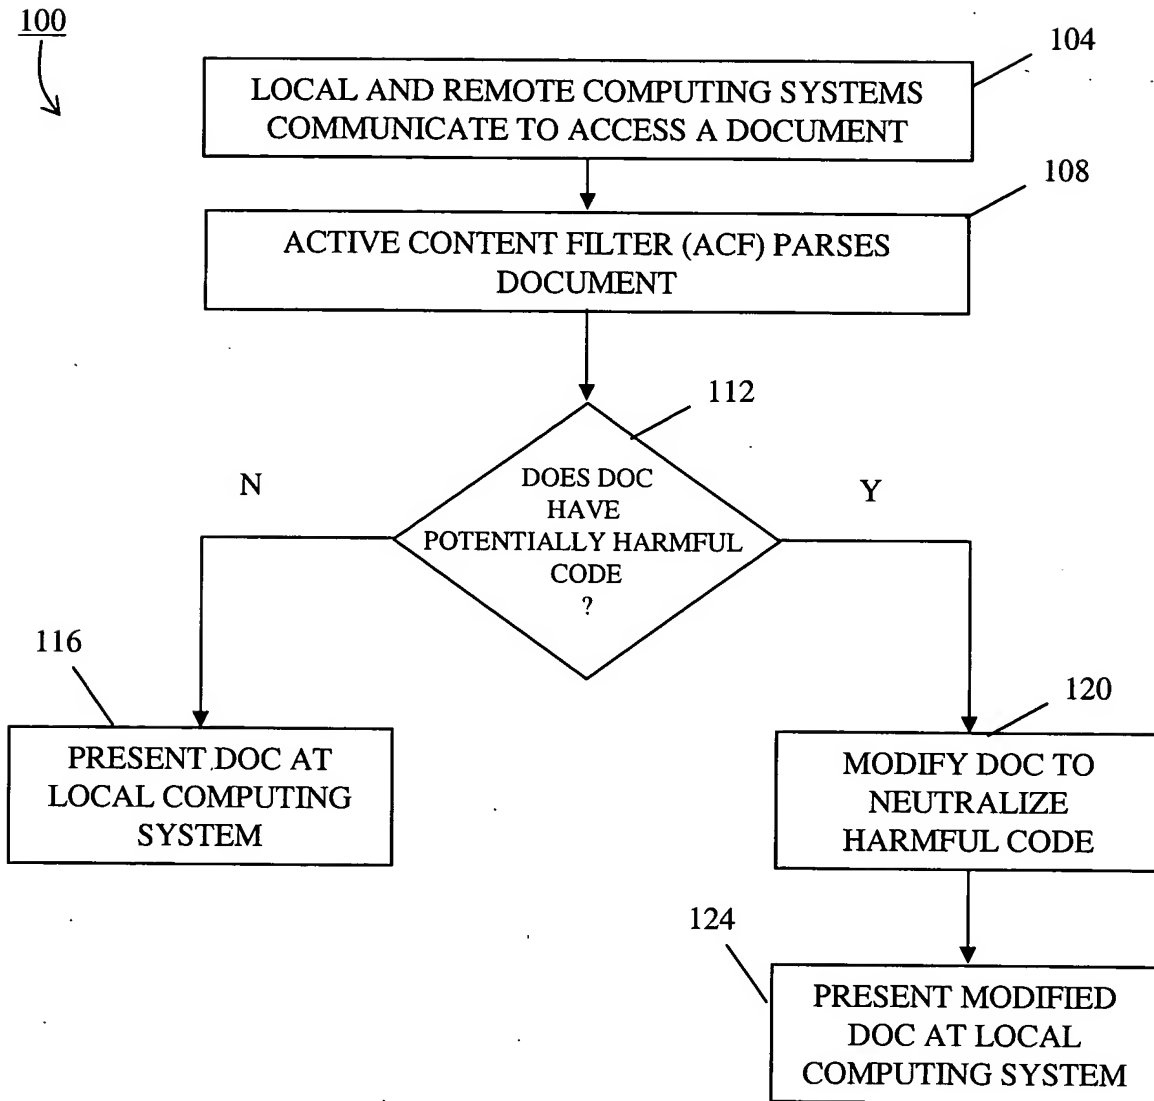 100
104
LOCAL AND REMOTE COMPUTING SYSTEMS
COMMUNICATE TO ACCESS A DOCUMENT
108
ACTIVE CONTENT FILTER (ACF) PARSES
DOCUMENT
112
DOES DOC
HAVE
POTENTIALLY HARMFUL
CODE
?
N
Y
116
PRESENT DOC AT
LOCAL COMPUTING
SYSTEM
120
MODIFY DOC TO
NEUTRALIZE
HARMFUL CODE
124
PRESENT MODIFIED
DOC AT LOCAL
COMPUTING SYSTEM